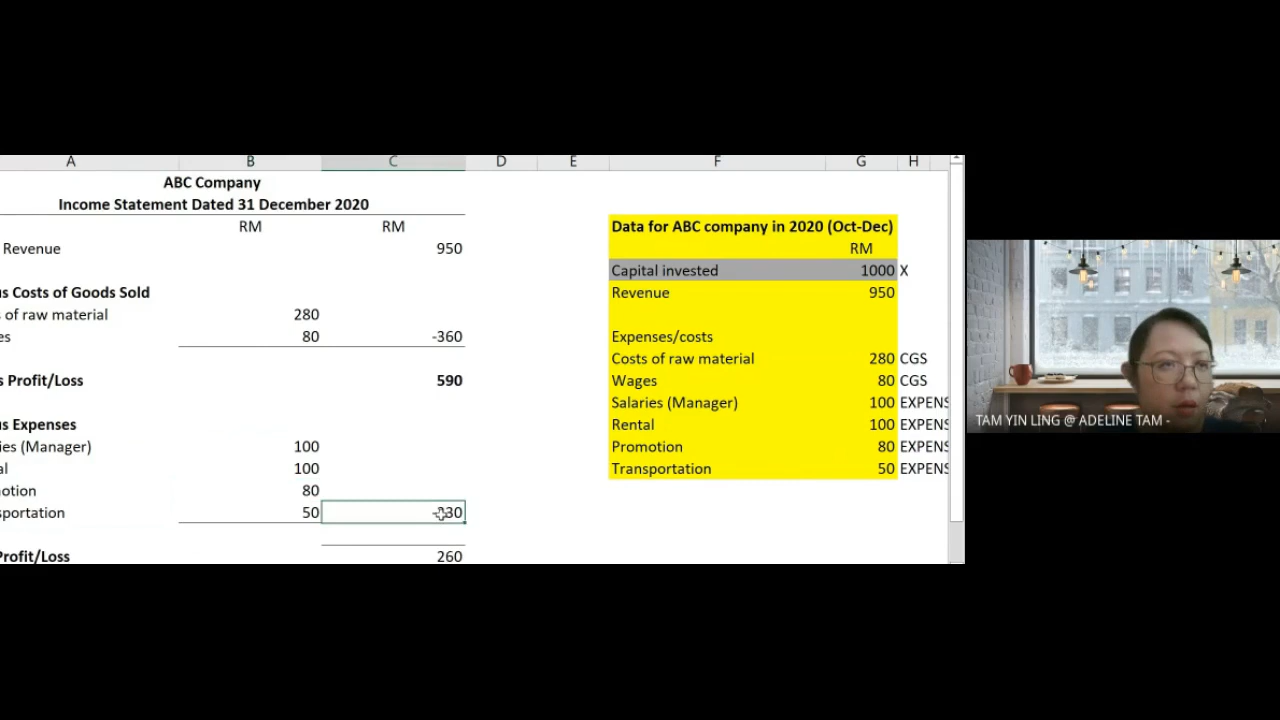 A B C D E F G H
ABC Company
Income Statement Dated 31 December 2020
RM RM
Revenue 950
s Costs of Goods Sold
s of raw material 280
es 80 -360
s Profit/Loss 590
s Expenses
ies (Manager) 100
al 100
otion 80
sportation 50
Profit/Loss 260
Data for ABC company in 2020 (Oct-Dec)
RM
Capital invested 1000 X
Revenue 950
Expenses/costs
Costs of raw material 280 CGS
Wages 80 CGS
Salaries (Manager) 100 EXPENS
Rental 100 EXPENS
Promotion 80 EXPENS
Transportation 50 EXPENS
TAM YIN LING @ ADELINE TAM -